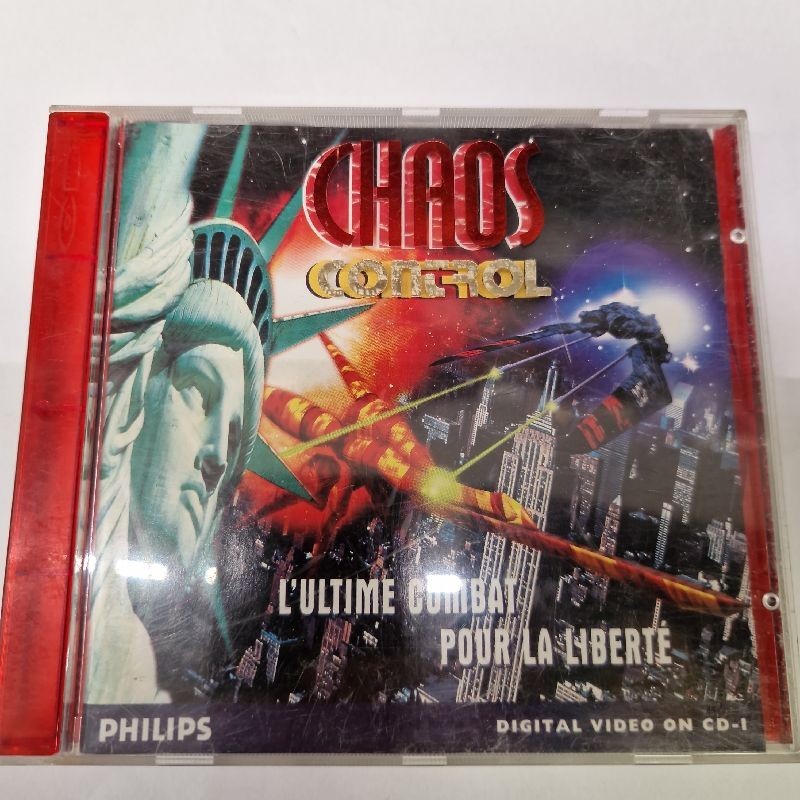 CHAOS
CONTROL
L'ULTIME COMBAT
POUR LA LIBERTÉ
PHILIPS
DIGITAL VIDEO ON CD-I